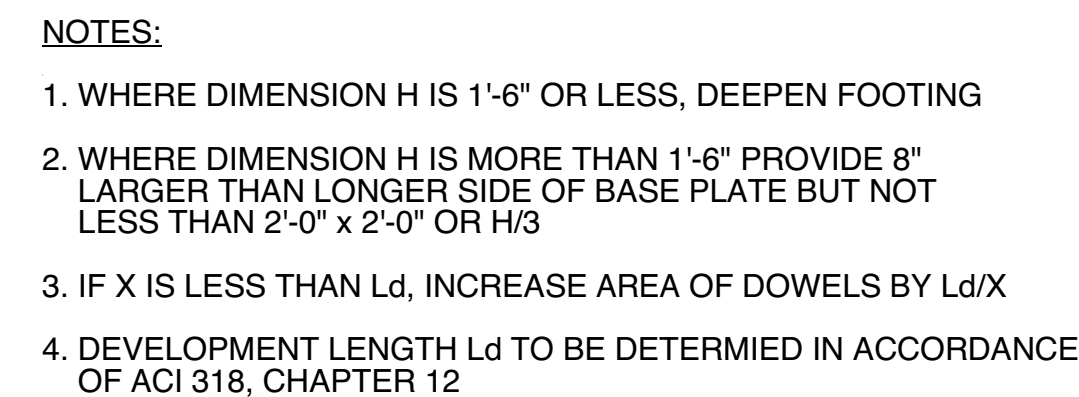 NOTES:
1. WHERE DIMENSION H IS 1'-6" OR LESS, DEEPEN FOOTING
2. WHERE DIMENSION H IS MORE THAN 1'-6" PROVIDE 8"
LARGER THAN LONGER SIDE OF BASE PLATE BUT NOT
LESS THAN 2'-0" x 2'-0" OR H/3
3. IF X IS LESS THAN Ld, INCREASE AREA OF DOWELS BY Ld/X
4. DEVELOPMENT LENGTH Ld TO BE DETERMIED IN ACCORDANCE
OF ACI 318, CHAPTER 12